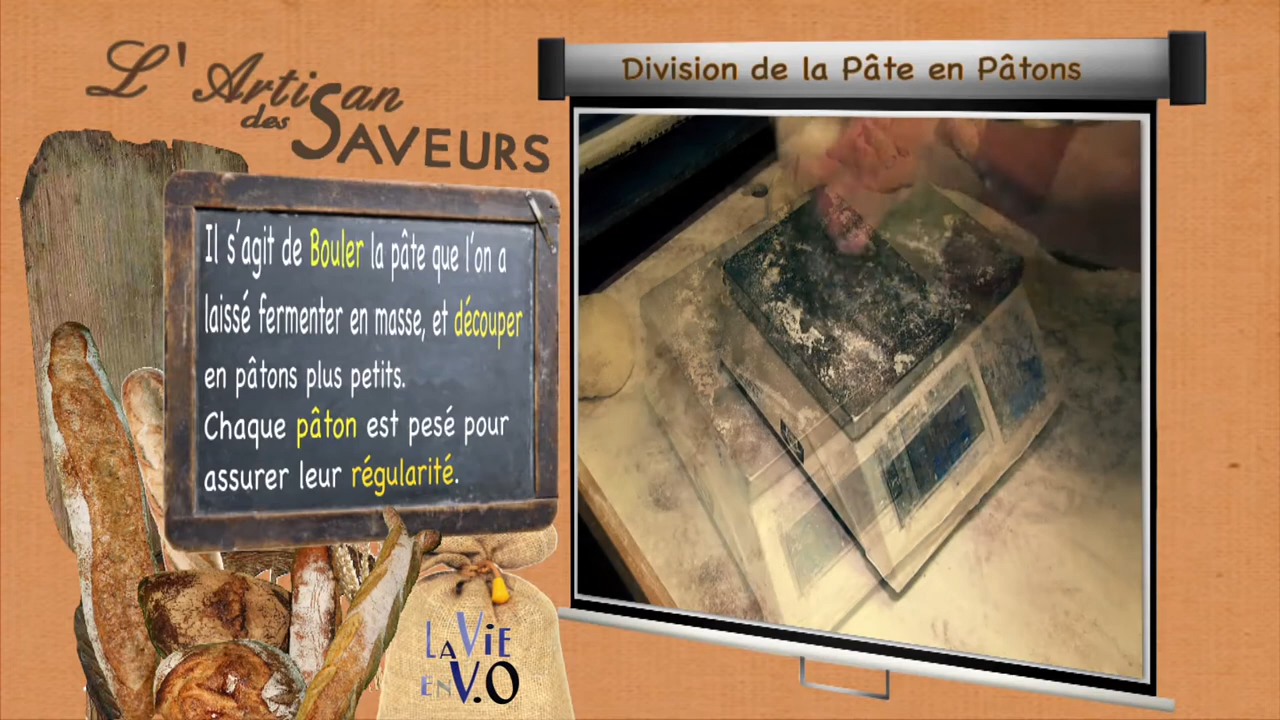 L'Artisan
des SAVEURS
Division de la Pâte en Pâtons
Il s'agit de Bouler la pâte que l'on a
laissé fermenter en masse, et découper
en pâtons plus petits.
Chaque pâton est pesé pour
assurer leur régularité.
LA ViE
EN V.O